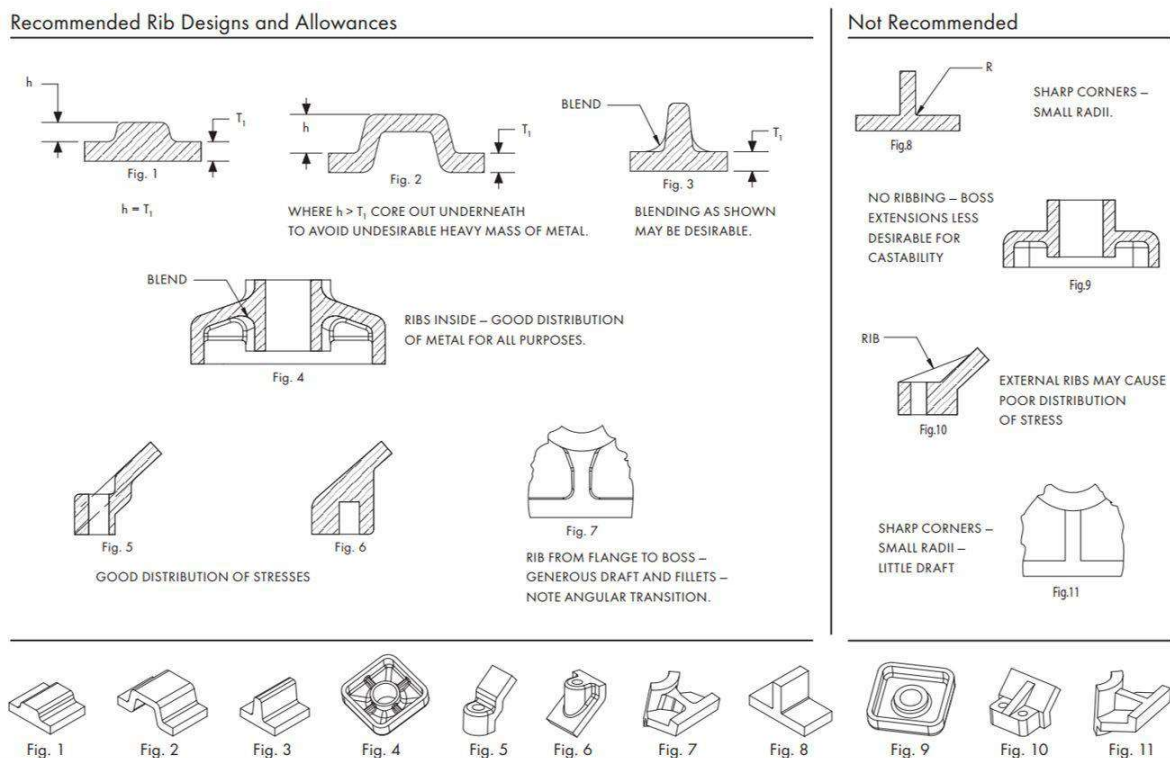 Recommended Rib Designs and Allowances
h
T₁
Fig. 1
h = T₁
h
T₁
Fig. 2
WHERE h > T₁ CORE OUT UNDERNEATH
TO AVOID UNDESIRABLE HEAVY MASS OF METAL.
BLEND
T₁
Fig. 3
BLENDING AS SHOWN
MAY BE DESIRABLE.
BLEND
Fig. 4
RIBS INSIDE – GOOD DISTRIBUTION
OF METAL FOR ALL PURPOSES.
Fig. 5
Fig. 6
GOOD DISTRIBUTION OF STRESSES
Fig. 7
RIB FROM FLANGE TO BOSS –
GENEROUS DRAFT AND FILLETS –
NOTE ANGULAR TRANSITION.
Not Recommended
R
Fig.8
SHARP CORNERS –
SMALL RADII.
NO RIBBING – BOSS
EXTENSIONS LESS
DESIRABLE FOR
CASTABILITY
Fig.9
RIB
Fig.10
EXTERNAL RIBS MAY CAUSE
POOR DISTRIBUTION
OF STRESS
SHARP CORNERS –
SMALL RADII –
LITTLE DRAFT
Fig.11
Fig. 1
Fig. 2
Fig. 3
Fig. 4
Fig. 5
Fig. 6
Fig. 7
Fig. 8
Fig. 9
Fig. 10
Fig. 11